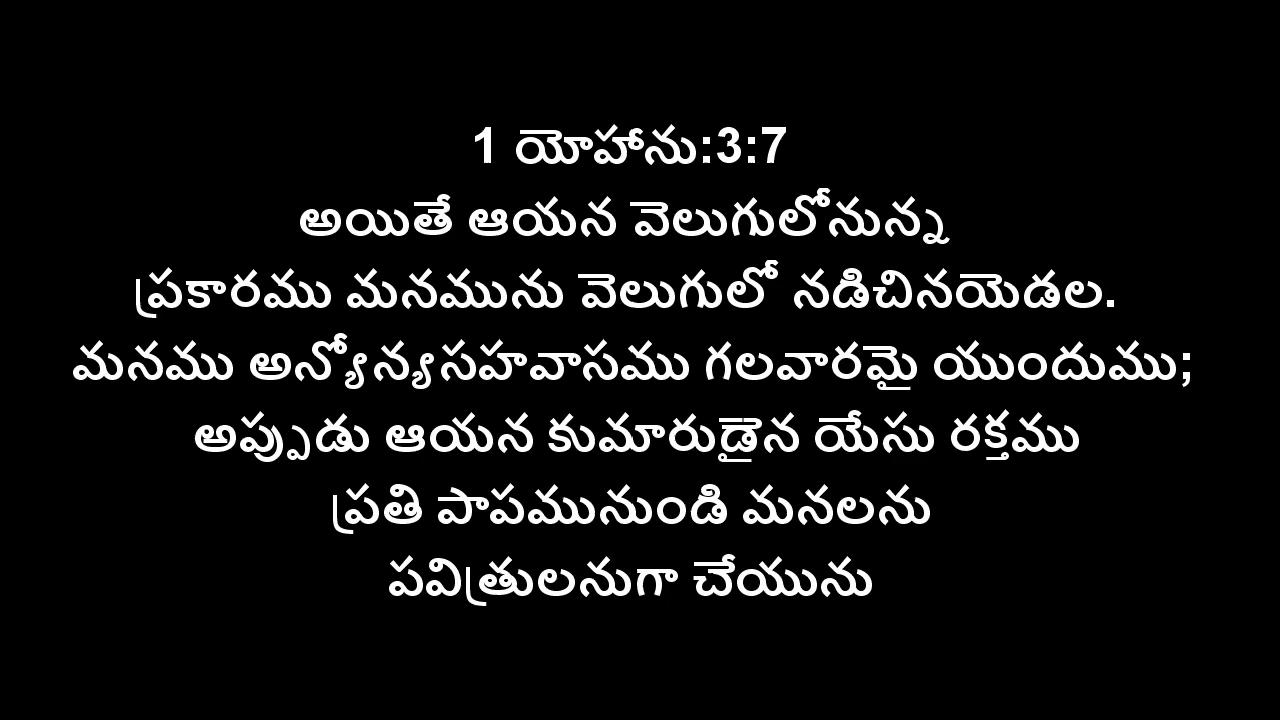 1 యోహాను:3:7
అయితే ఆయన వెలుగులోనున్న
ప్రకారము మనమును వెలుగులో నడిచినయెడల.
మనము అన్యోన్యసహవాసము గలవారమై యుందుము;
అప్పుడు ఆయన కుమారుడైన యేసు రక్తము
ప్రతి పాపమునుండి మనలను
పవిత్రులనుగా చేయును